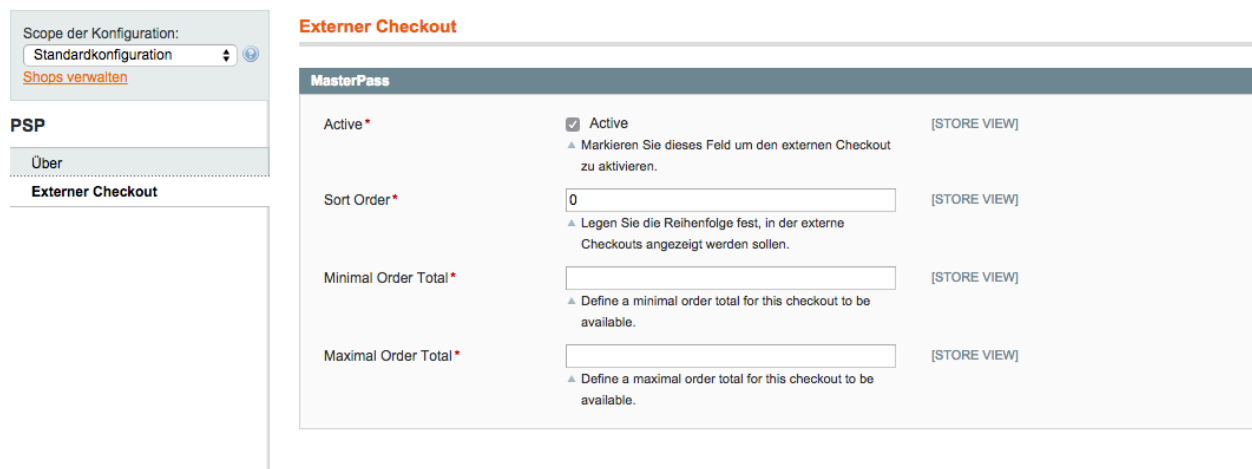 Scope der Konfiguration:
Standardkonfiguration
Shops verwalten
PSP
Über
Externer Checkout
Externer Checkout
MasterPass
Active*
Active
[STORE VIEW]
Markieren Sie dieses Feld um den externen Checkout
zu aktivieren.
Sort Order*
0
[STORE VIEW]
Legen Sie die Reihenfolge fest, in der externe
Checkouts angezeigt werden sollen.
Minimal Order Total*
[STORE VIEW]
Define a minimal order total for this checkout to be
available.
Maximal Order Total*
[STORE VIEW]
Define a maximal order total for this checkout to be
available.